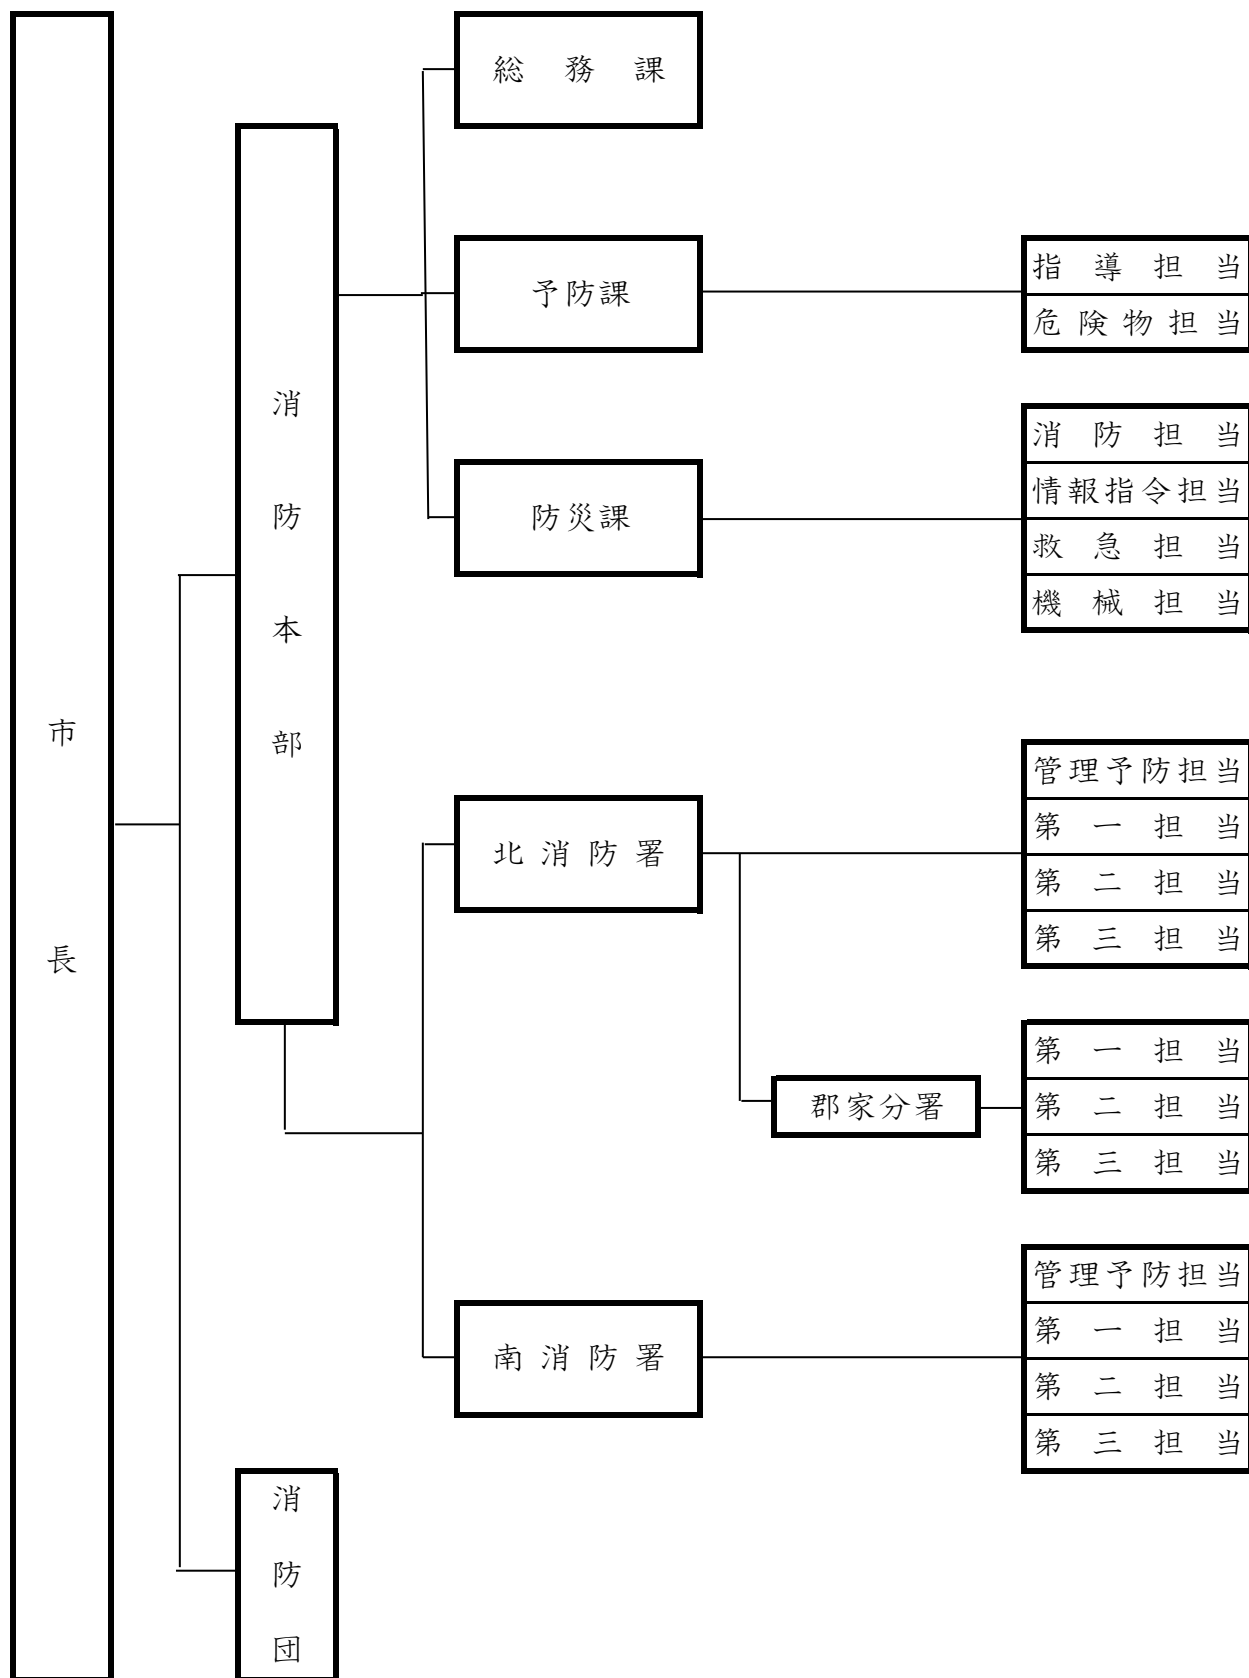 市長
消防本部
総務課
予防課
指導担当
危険物担当
防災課
消防担当
情報指令担当
救急担当
機械担当
北消防署
管理予防担当
第一担当
第二担当
第三担当
郡家分署
第一担当
第二担当
第三担当
南消防署
管理予防担当
第一担当
第二担当
第三担当
消防団